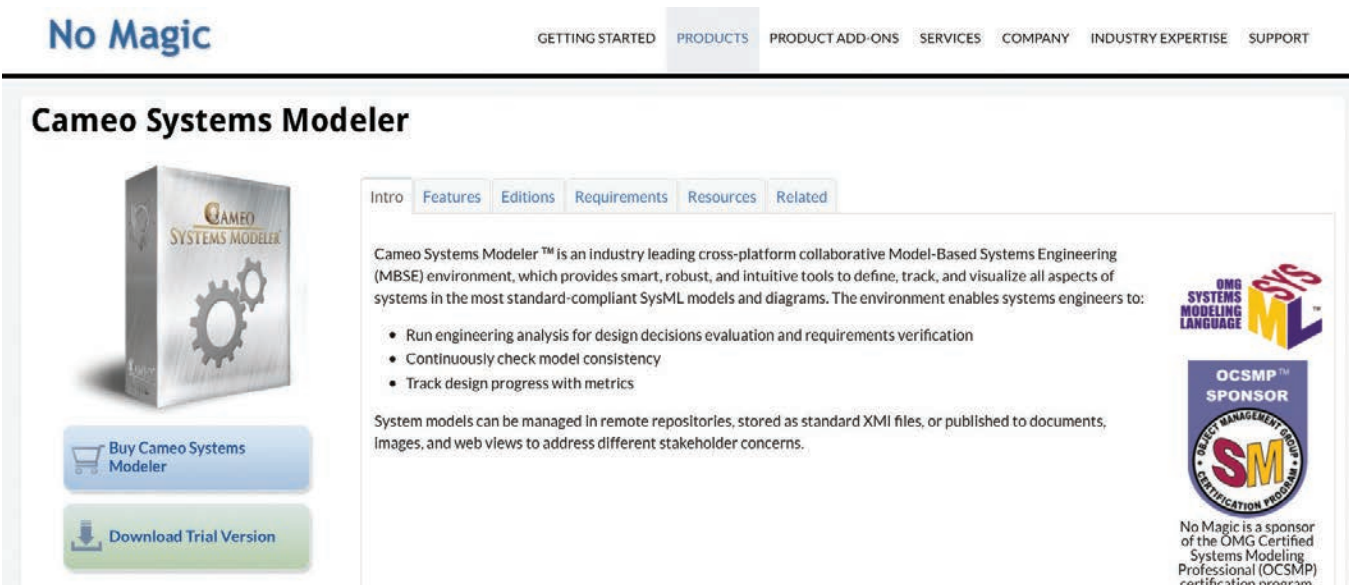 No Magic
GETTING STARTED PRODUCTS PRODUCT ADD-ONS SERVICES COMPANY INDUSTRY EXPERTISE SUPPORT
Cameo Systems Modeler
CAMEO
SYSTEMS MODELER
Buy Cameo Systems
Modeler
Download Trial Version
Intro Features Editions Requirements Resources Related
Cameo Systems Modeler ™ is an industry leading cross-platform collaborative Model-Based Systems Engineering
(MBSE) environment, which provides smart, robust, and intuitive tools to define, track, and visualize all aspects of
systems in the most standard-compliant SysML models and diagrams. The environment enables systems engineers to:
• Run engineering analysis for design decisions evaluation and requirements verification
• Continuously check model consistency
• Track design progress with metrics
System models can be managed in remote repositories, stored as standard XMI files, or published to documents,
images, and web views to address different stakeholder concerns.
OMG
SYSTEMS
MODELING
LANGUAGE
SYS
ML™
OCSMP™
SPONSOR
OBJECT MANAGEMENT GROUP
SM
CERTIFICATION PROGRAM
No Magic is a sponsor
of the OMG Certified
Systems Modeling
Professional (OCSMP)
certification program